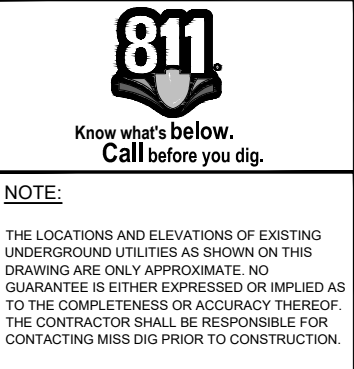 811.
Know what's below.
Call before you dig.
NOTE:
THE LOCATIONS AND ELEVATIONS OF EXISTING
UNDERGROUND UTILITIES AS SHOWN ON THIS
DRAWING ARE ONLY APPROXIMATE. NO
GUARANTEE IS EITHER EXPRESSED OR IMPLIED AS
TO THE COMPLETENESS OR ACCURACY THEREOF.
THE CONTRACTOR SHALL BE RESPONSIBLE FOR
CONTACTING MISS DIG PRIOR TO CONSTRUCTION.